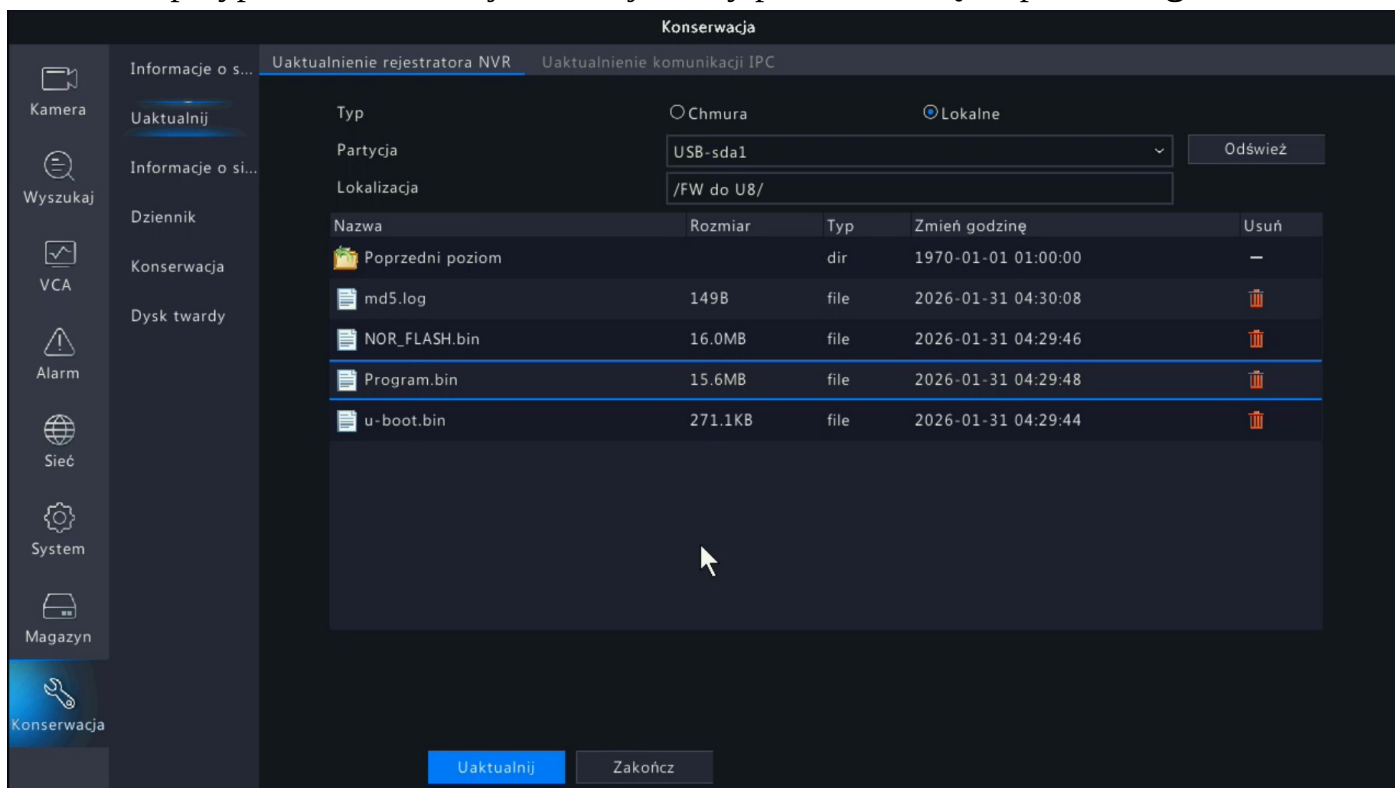 Konserwacja
Kamera
Wyszukaj
VCA
Alarm
Sieć
System
Magazyn
Konserwacja
Informacje o s...
Uaktualnij
Informacje o si...
Dziennik
Konserwacja
Dysk twardy
Uaktualnienie rejestratora NVR Uaktualnienie komunikacji IPC
Typ Chmura Lokalne
Partycja USB-sda1 Odśwież
Lokalizacja /FW do U8/
Nazwa Rozmiar Typ Zmień godzinę Usuń
Poprzedni poziom dir 1970-01-01 01:00:00 —
md5.log 149B file 2026-01-31 04:30:08
NOR_FLASH.bin 16.0MB file 2026-01-31 04:29:46
Program.bin 15.6MB file 2026-01-31 04:29:48
u-boot.bin 271.1KB file 2026-01-31 04:29:44
Uaktualnij Zakończ